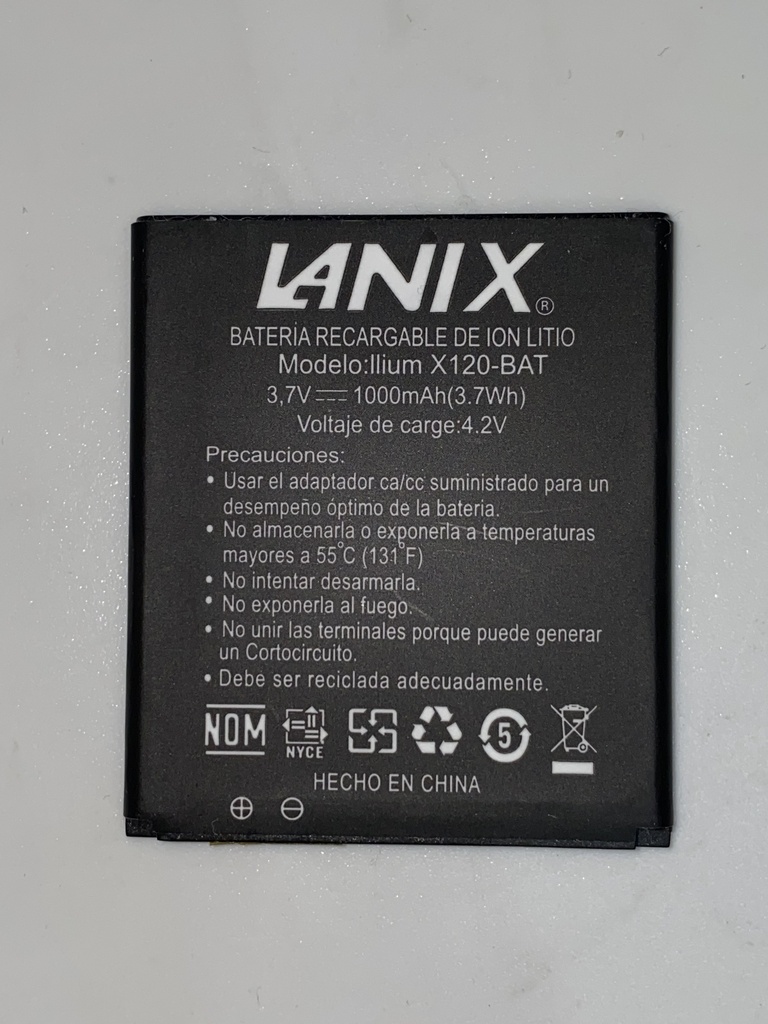 LANIX®
BATERÍA RECARGABLE DE ION LITIO
Modelo:Ilium X120-BAT
3,7V 1000mAh(3.7Wh)
Voltaje de carge:4.2V
Precauciones:
• Usar el adaptador ca/cc suministrado para un
desempeño óptimo de la bateria.
• No almacenarla o exponerla a temperaturas
mayores a 55°C (131°F)
• No intentar desarmarla.
• No exponerla al fuego.
• No unir las terminales porque puede generar
un Cortocircuito.
• Debe ser reciclada adecuadamente.
NOM NYCE 5
HECHO EN CHINA
⊕ ⊖